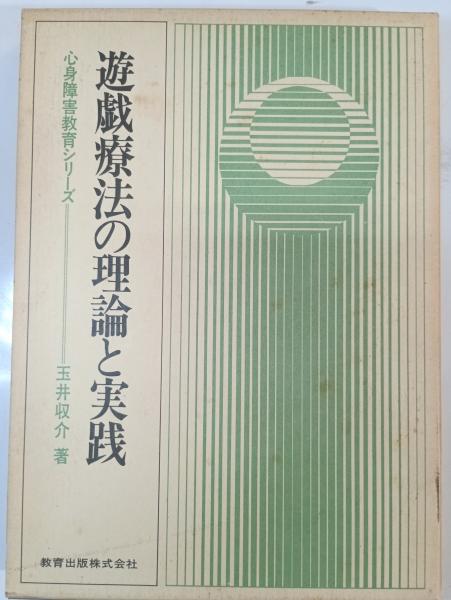 遊戯療法の理論と実践
心身障害教育シリーズ
玉井収介 著
教育出版株式会社